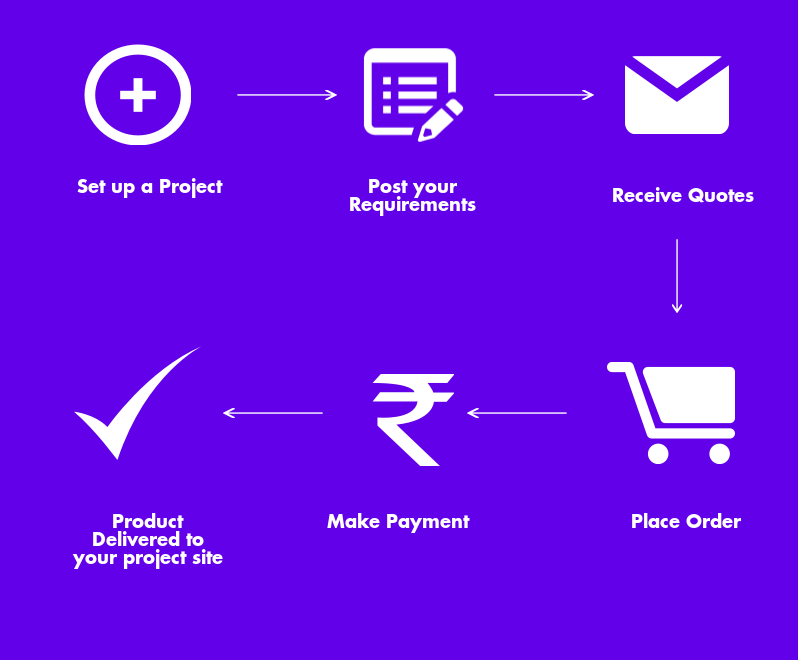 Set up a Project
Post your
Requirements
Receive Quotes
Place Order
Make Payment
Product
Delivered to
your project site